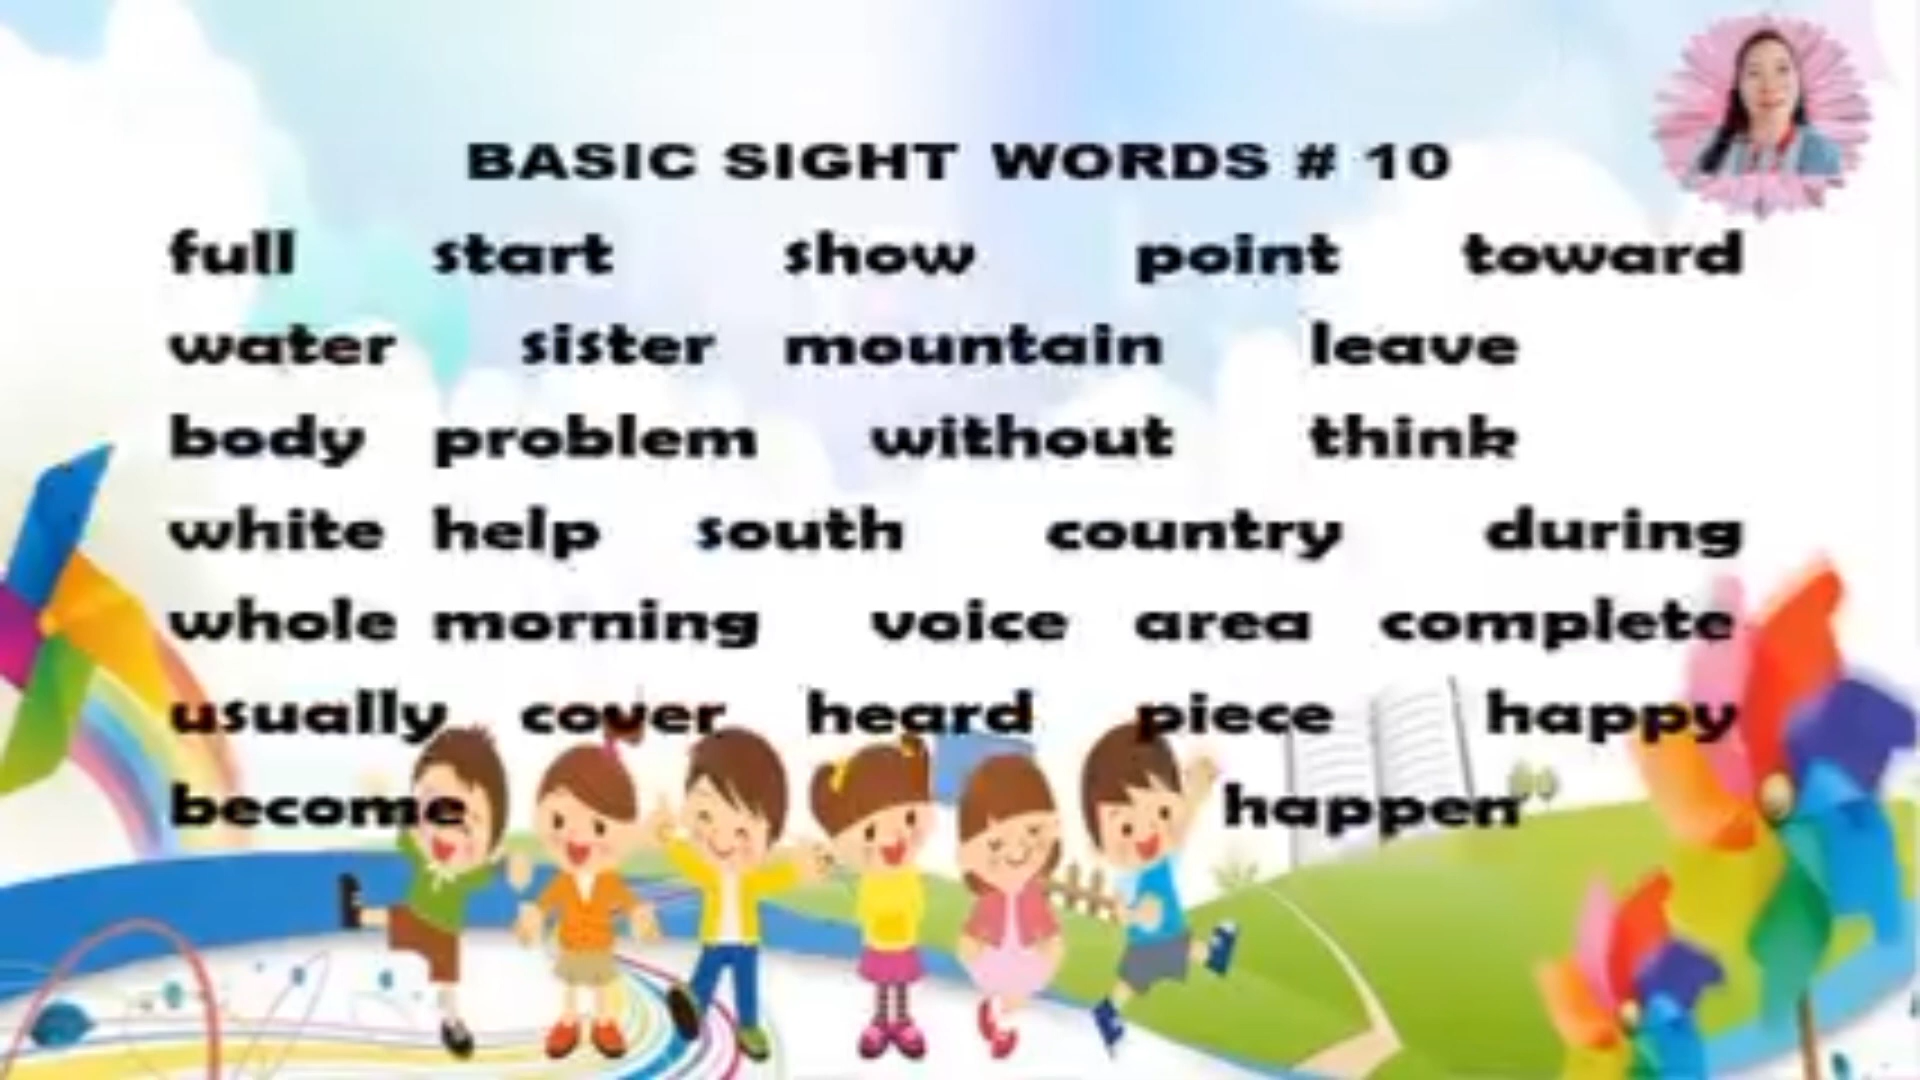 BASIC SIGHT WORDS # 10
full start show point toward
water sister mountain leave
body problem without think
white help south country during
whole morning voice area complete
usually cover heard piece happy
become happen